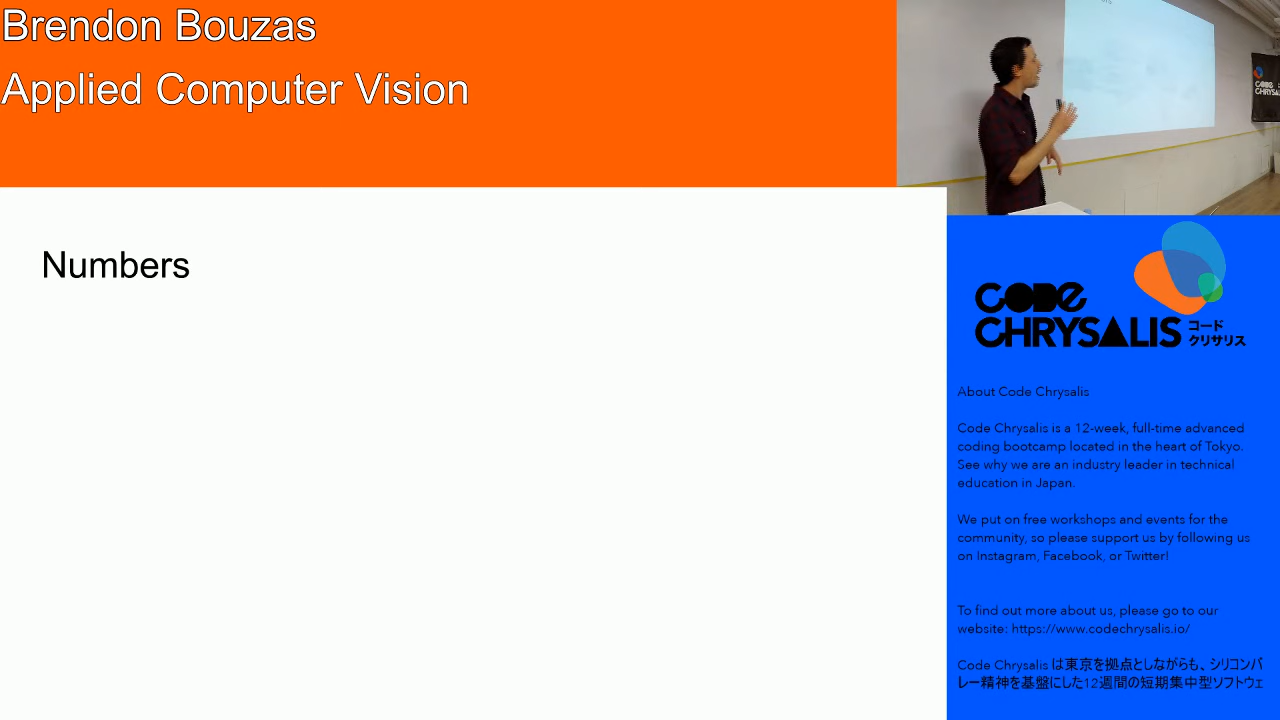 Brendon Bouzas
Applied Computer Vision
Numbers
CODE
CHRYSALIS
CODE
CHRYSALIS
コード
クリサリス
About Code Chrysalis
Code Chrysalis is a 12-week, full-time advanced
coding bootcamp located in the heart of Tokyo.
See why we are an industry leader in technical
education in Japan.
We put on free workshops and events for the
community, so please support us by following us
on Instagram, Facebook, or Twitter!
To find out more about us, please go to our
website: https://www.codechrysalis.io/
Code Chrysalis は東京を拠点としながらも、シリコンバ
レー精神を基盤にした12週間の短期集中型ソフトウェ